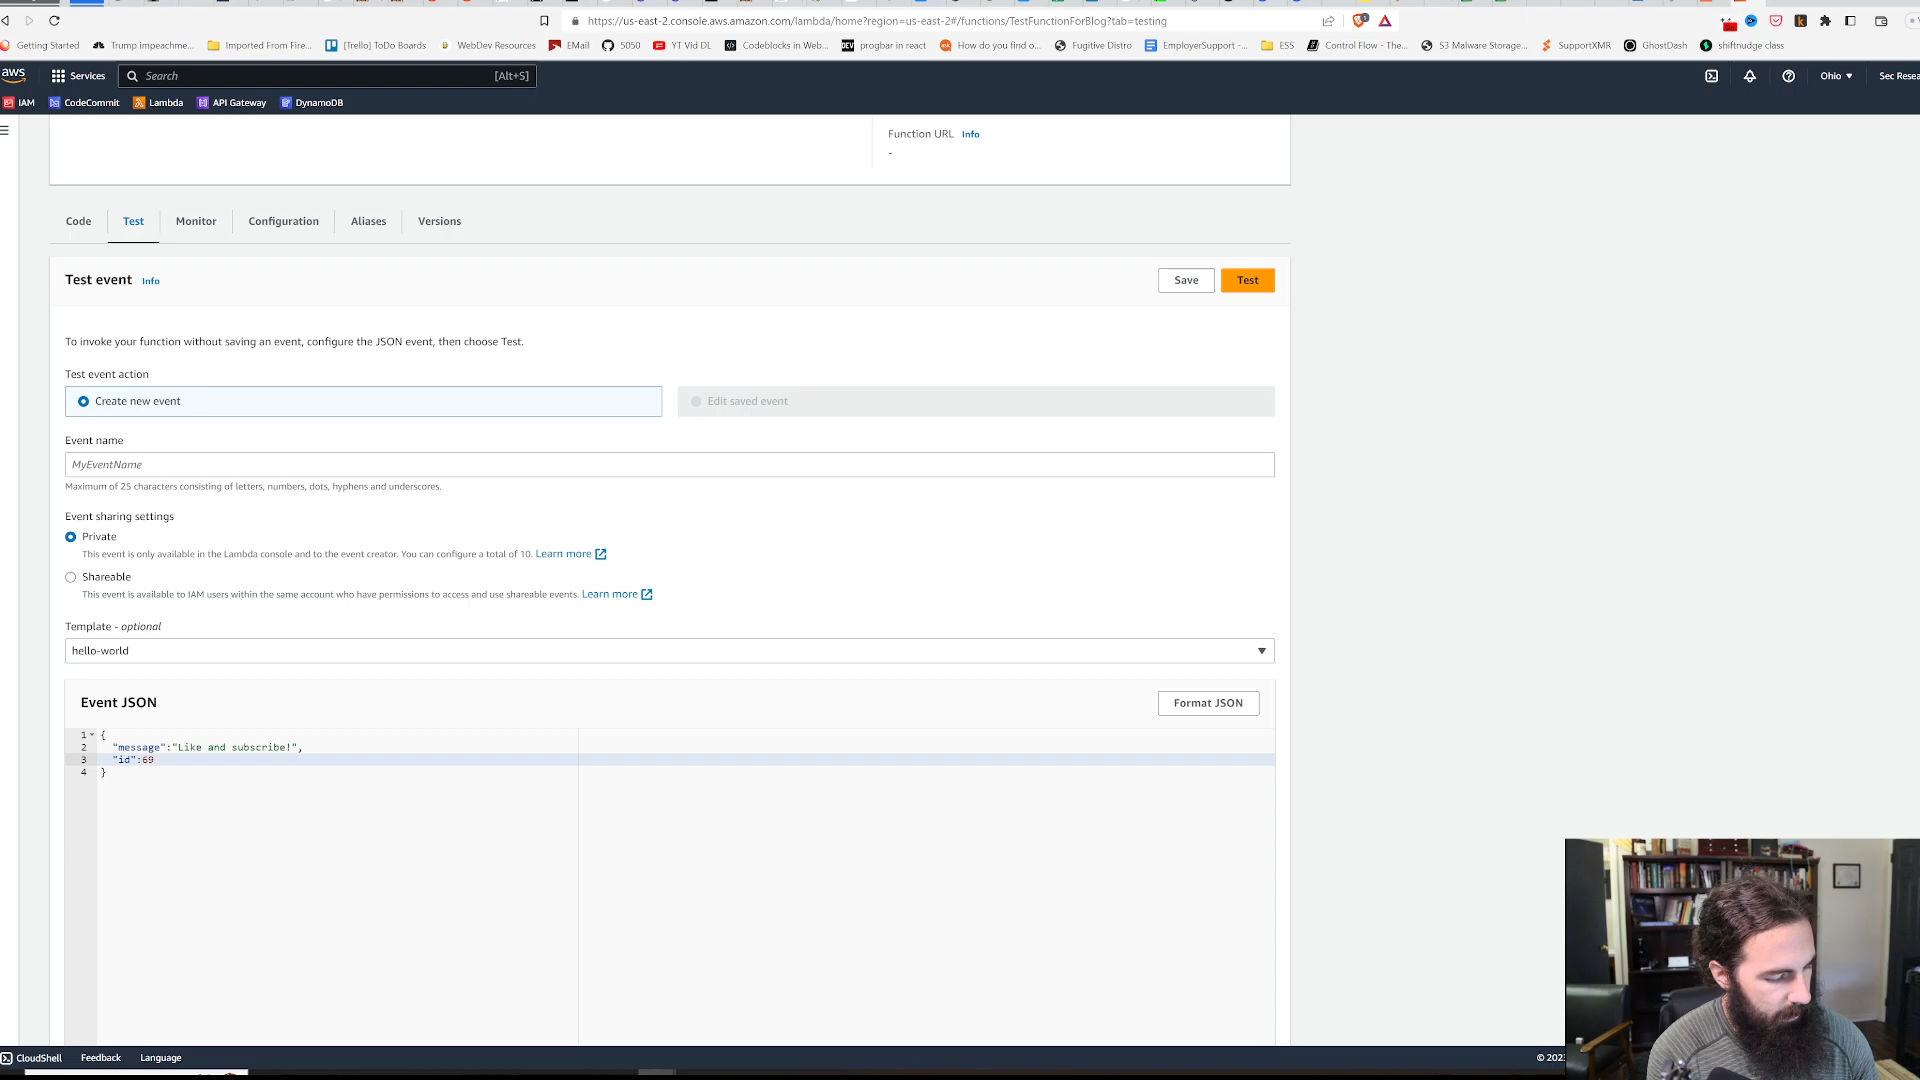 https://us-east-2.console.aws.amazon.com/lambda/home?region=us-east-2#/functions/TestFunctionForBlog?tab=testing
Getting Started
Trump impeachme...
Imported From Fire...
[Trello] ToDo Boards
WebDev Resources
EMail
5050
YT Vid DL
Codeblocks in Web...
DEV
progbar in react
How do you find o...
Fugitive Distro
EmployerSupport -...
ESS
Control Flow - The...
S3 Malware Storage...
SupportXMR
GhostDash
shiftnudge class
aws
Services
Search
[Alt+S]
Ohio
IAM
CodeCommit
Lambda
API Gateway
DynamoDB
Function URL Info
-
Code
Test
Monitor
Configuration
Aliases
Versions
Test event Info
Save
Test
To invoke your function without saving an event, configure the JSON event, then choose Test.
Test event action
Create new event
Edit saved event
Event name
MyEventName
Maximum of 25 characters consisting of letters, numbers, dots, hyphens and underscores.
Event sharing settings
Private
This event is only available in the Lambda console and to the event creator. You can configure a total of 10. Learn more
Shareable
This event is available to IAM users within the same account who have permissions to access and use shareable events. Learn more
Template - optional
hello-world
Event JSON
Format JSON
1 {
2 "message":"Like and subscribe!",
3 "id":69
4 }
CloudShell
Feedback
Language